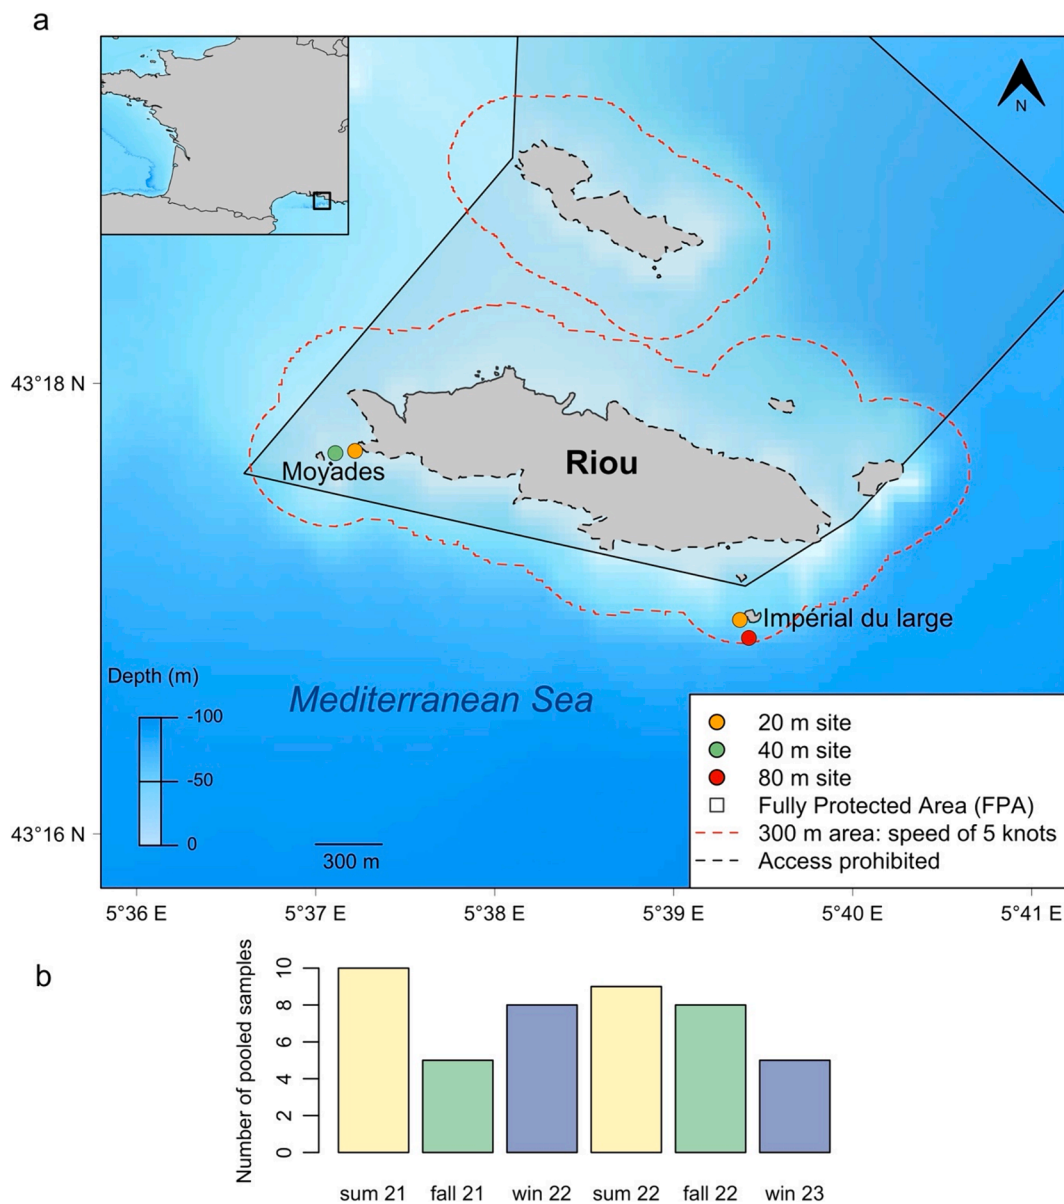 a
N
43°18 N
Moyades
Riou
Impérial du large
Depth (m)
-100
-50
0
Mediterranean Sea
300 m
43°16 N
20 m site
40 m site
80 m site
Fully Protected Area (FPA)
300 m area: speed of 5 knots
Access prohibited
5°36 E 5°37 E 5°38 E 5°39 E 5°40 E 5°41 E
b
Number of pooled samples
10
8
6
4
2
0
sum 21 fall 21 win 22 sum 22 fall 22 win 23